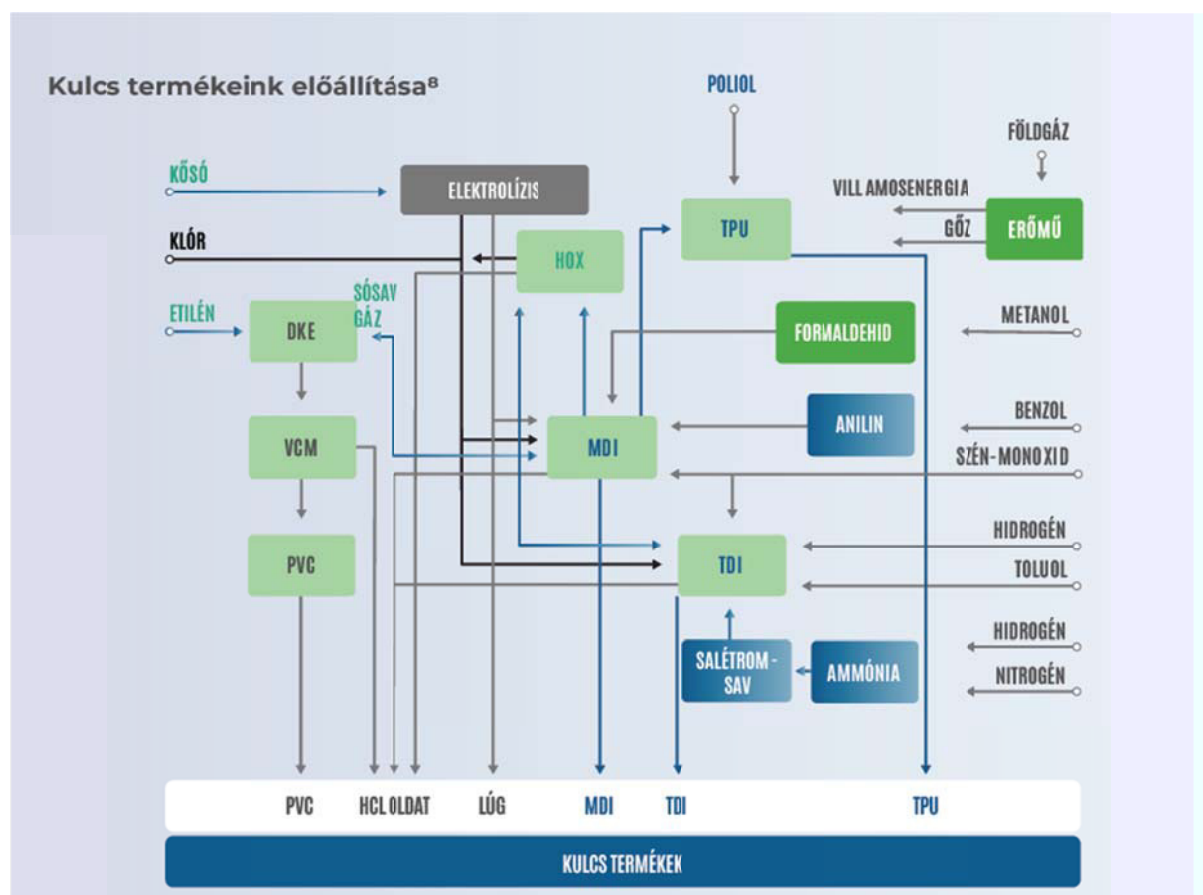 Kulcs termékeink előállítása⁸
POLIOL
FÖLDGÁZ
KŐSÓ
ELEKTROLÍZIS
VILLAMOSENERGIA
TPU
GŐZ
ERŐMŰ
KLÓR
HOX
ETILÉN
SÓSAV
GÁZ
DKE
FORMALDEHID
METANOL
BENZOL
ANILIN
VCM
MDI
SZÉN-MONOXID
HIDROGÉN
PVC
TDI
TOLUOL
HIDROGÉN
SALÉTROM-
SAV
AMMÓNIA
NITROGÉN
PVC
HCL OLDAT
LÚG
MDI
TDI
TPU
KULCS TERMÉKEK